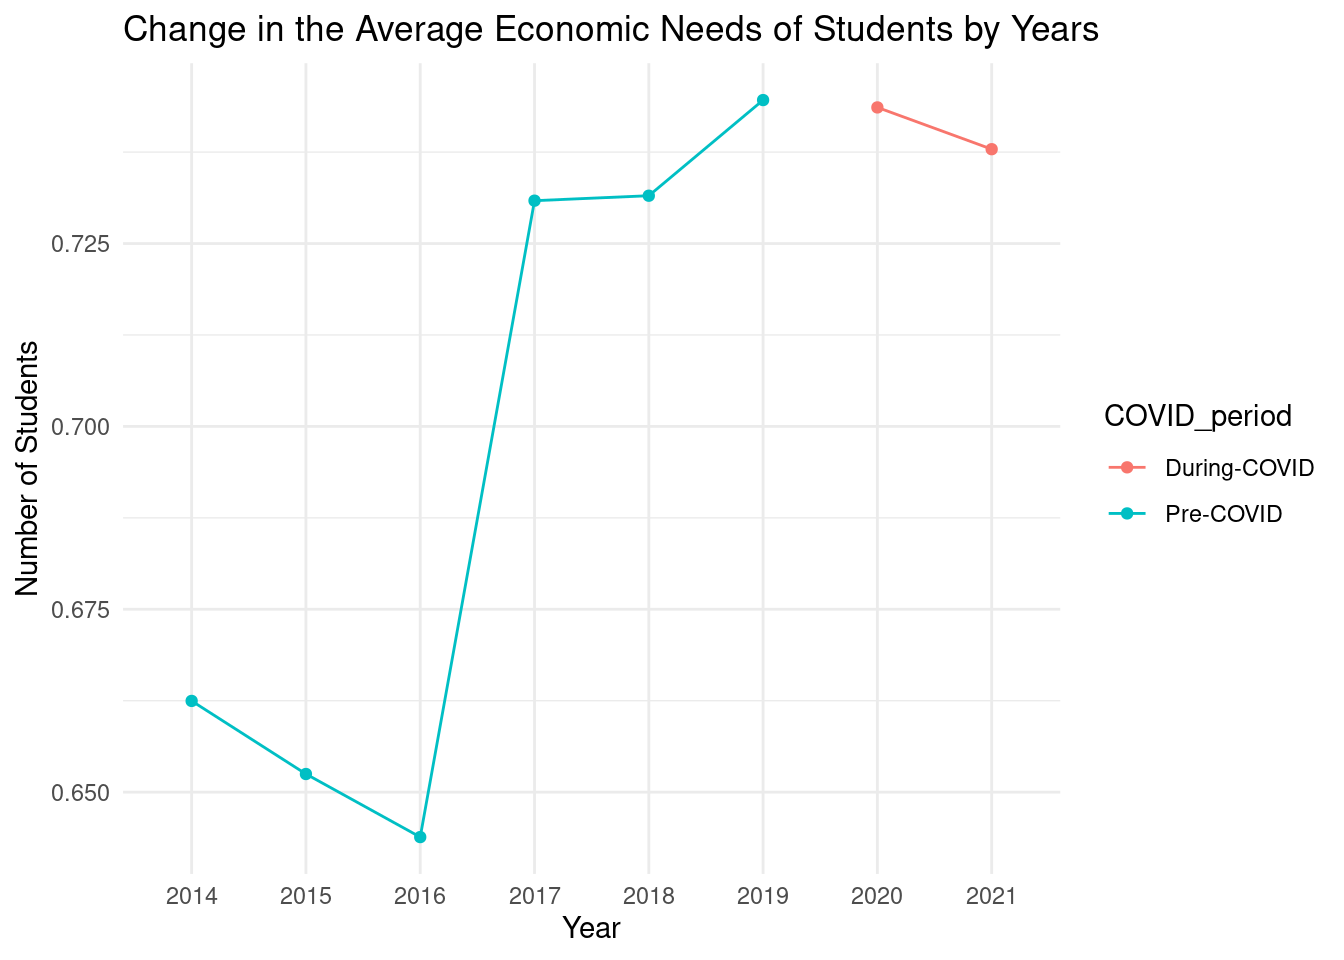 Change in the Average Economic Needs of Students by Years
Number of Students
0.725
0.700
0.675
0.650
2014 2015 2016 2017 2018 2019 2020 2021
Year
COVID_period
During-COVID
Pre-COVID